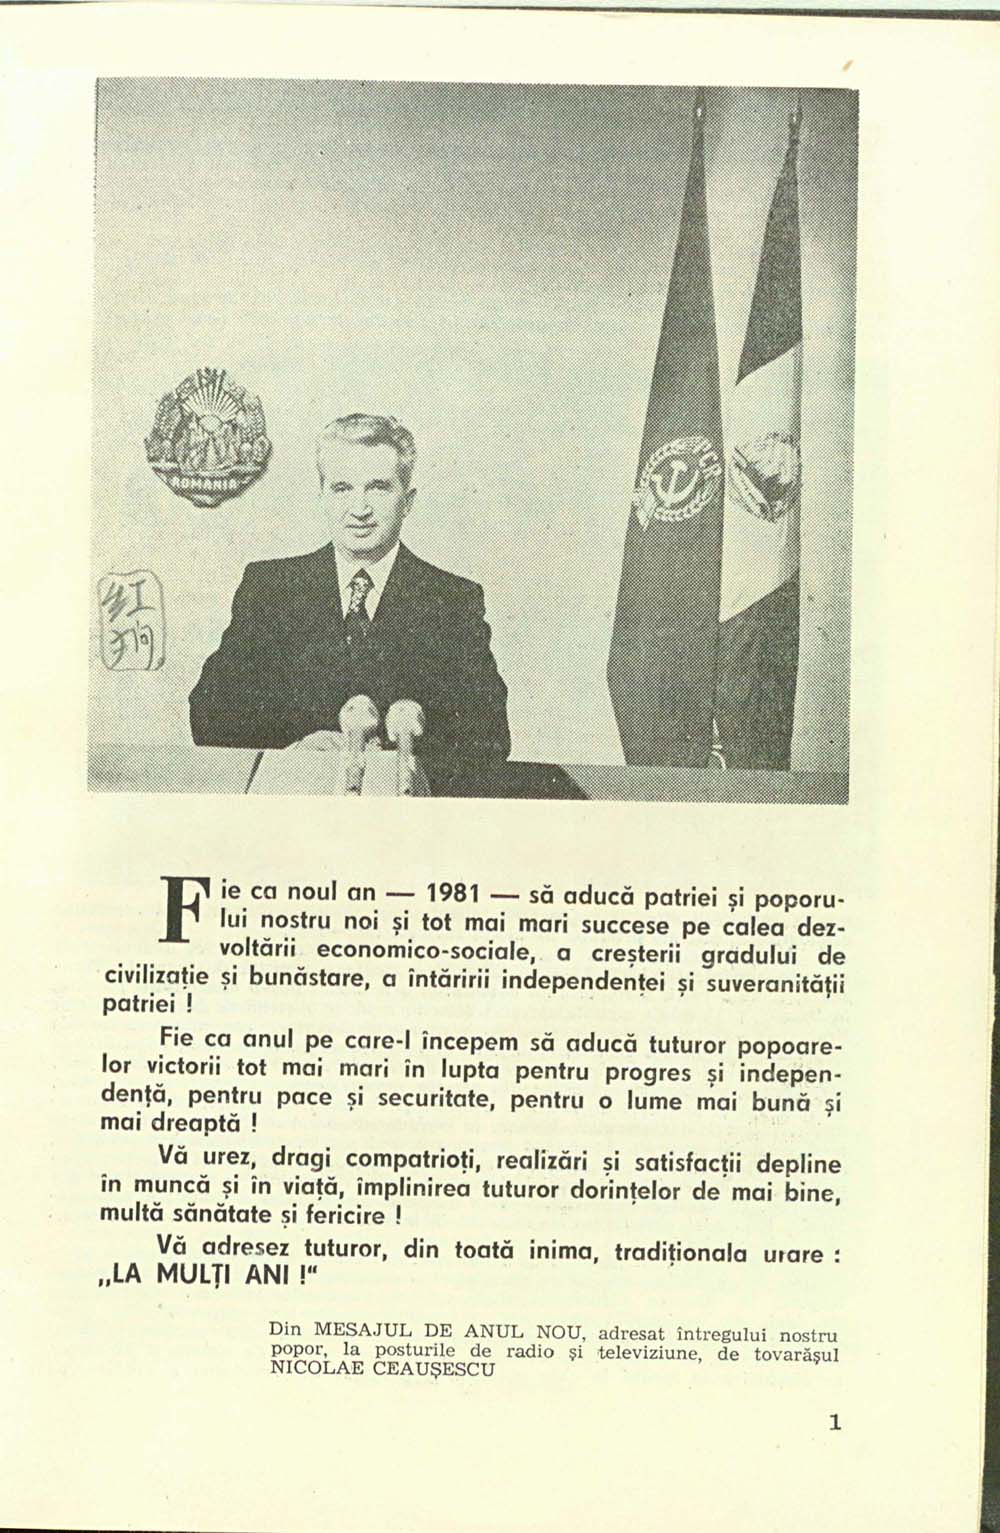 ROMANIA
PCR
红
狗
Fie ca noul an — 1981 — să aducă patriei și poporu-
lui nostru noi și tot mai mari succese pe calea dez-
voltării economico-sociale, a creșterii gradului de
civilizație și bunăstare, a întăririi independenței și suveranității
patriei !
Fie ca anul pe care-l începem să aducă tuturor popoare-
lor victorii tot mai mari în lupta pentru progres și indepen-
dență, pentru pace și securitate, pentru o lume mai bună și
mai dreaptă !
Vă urez, dragi compatrioți, realizări și satisfacții depline
în muncă și în viață, împlinirea tuturor dorințelor de mai bine,
multă sănătate și fericire !
Vă adresez tuturor, din toată inima, tradiționala urare :
„LA MULȚI ANI !“
Din MESAJUL DE ANUL NOU, adresat întregului nostru
popor, la posturile de radio și televiziune, de tovarășul
NICOLAE CEAUȘESCU
1